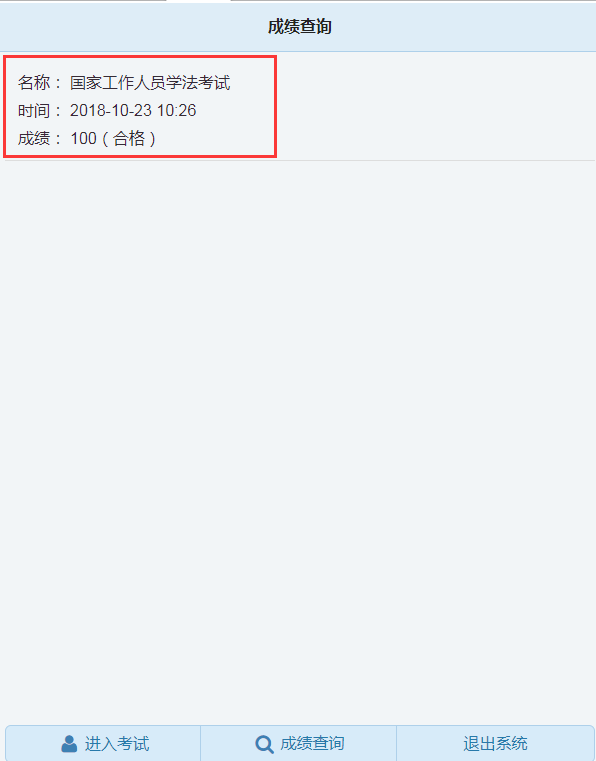 成绩查询
名称： 国家工作人员学法考试
时间： 2018-10-23 10:26
成绩： 100（合格）
进入考试
成绩查询
退出系统